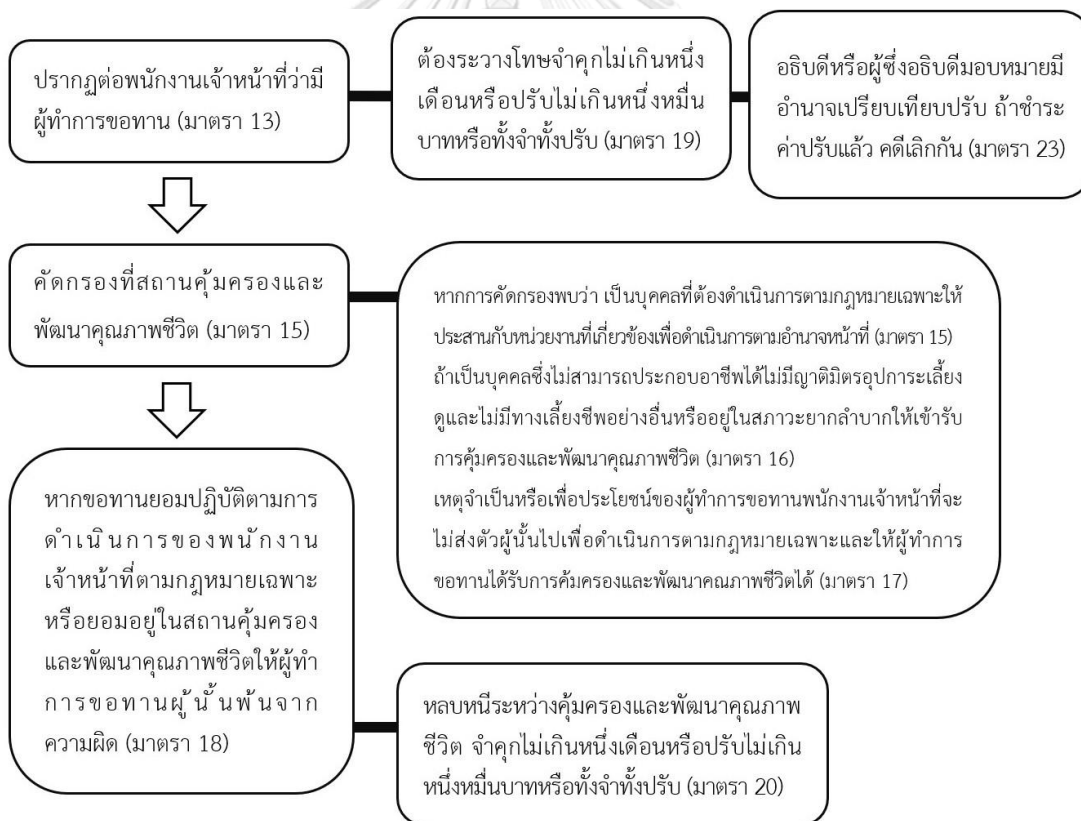 ปรากฏต่อพนักงานเจ้าหน้าที่ว่ามี
ผู้ทำการขอทาน (มาตรา 13)
ต้องระวางโทษจำคุกไม่เกินหนึ่ง
เดือนหรือปรับไม่เกินหนึ่งหมื่น
บาทหรือทั้งจำทั้งปรับ (มาตรา 19)
อธิบดีหรือผู้ซึ่งอธิบดีมอบหมายมี
อำนาจเปรียบเทียบปรับ ถ้าชำระ
ค่าปรับแล้ว คดีเลิกกัน (มาตรา 23)
คัดกรองที่สถานคุ้มครองและ
พัฒนาคุณภาพชีวิต (มาตรา 15)
หากการคัดกรองพบว่า เป็นบุคคลที่ต้องดำเนินการตามกฎหมายเฉพาะให้
ประสานกับหน่วยงานที่เกี่ยวข้องเพื่อดำเนินการตามอำนาจหน้าที่ (มาตรา 15)
ถ้าเป็นบุคคลซึ่งไม่สามารถประกอบอาชีพได้ไม่มีญาติมิตรอุปการะเลี้ยง
ดูและไม่มีทางเลี้ยงชีพอย่างอื่นหรืออยู่ในสภาวะยากลำบากให้เข้ารับ
การคุ้มครองและพัฒนาคุณภาพชีวิต (มาตรา 16)
เหตุจำเป็นหรือเพื่อประโยชน์ของผู้ทำการขอทานพนักงานเจ้าหน้าที่จะ
ไม่ส่งตัวผู้นั้นไปเพื่อดำเนินการตามกฎหมายเฉพาะและให้ผู้ทำการ
ขอทานได้รับการคุ้มครองและพัฒนาคุณภาพชีวิตได้ (มาตรา 17)
หากขอทานยอมปฏิบัติตามการ
ดำเนินการของพนักงาน
เจ้าหน้าที่ตามกฎหมายเฉพาะ
หรือยอมอยู่ในสถานคุ้มครอง
และพัฒนาคุณภาพชีวิตให้ผู้ทำ
การขอทานผู้นั้นพ้นจาก
ความผิด (มาตรา 18)
หลบหนีระหว่างคุ้มครองและพัฒนาคุณภาพ
ชีวิต จำคุกไม่เกินหนึ่งเดือนหรือปรับไม่เกิน
หนึ่งหมื่นบาทหรือทั้งจำทั้งปรับ (มาตรา 20)